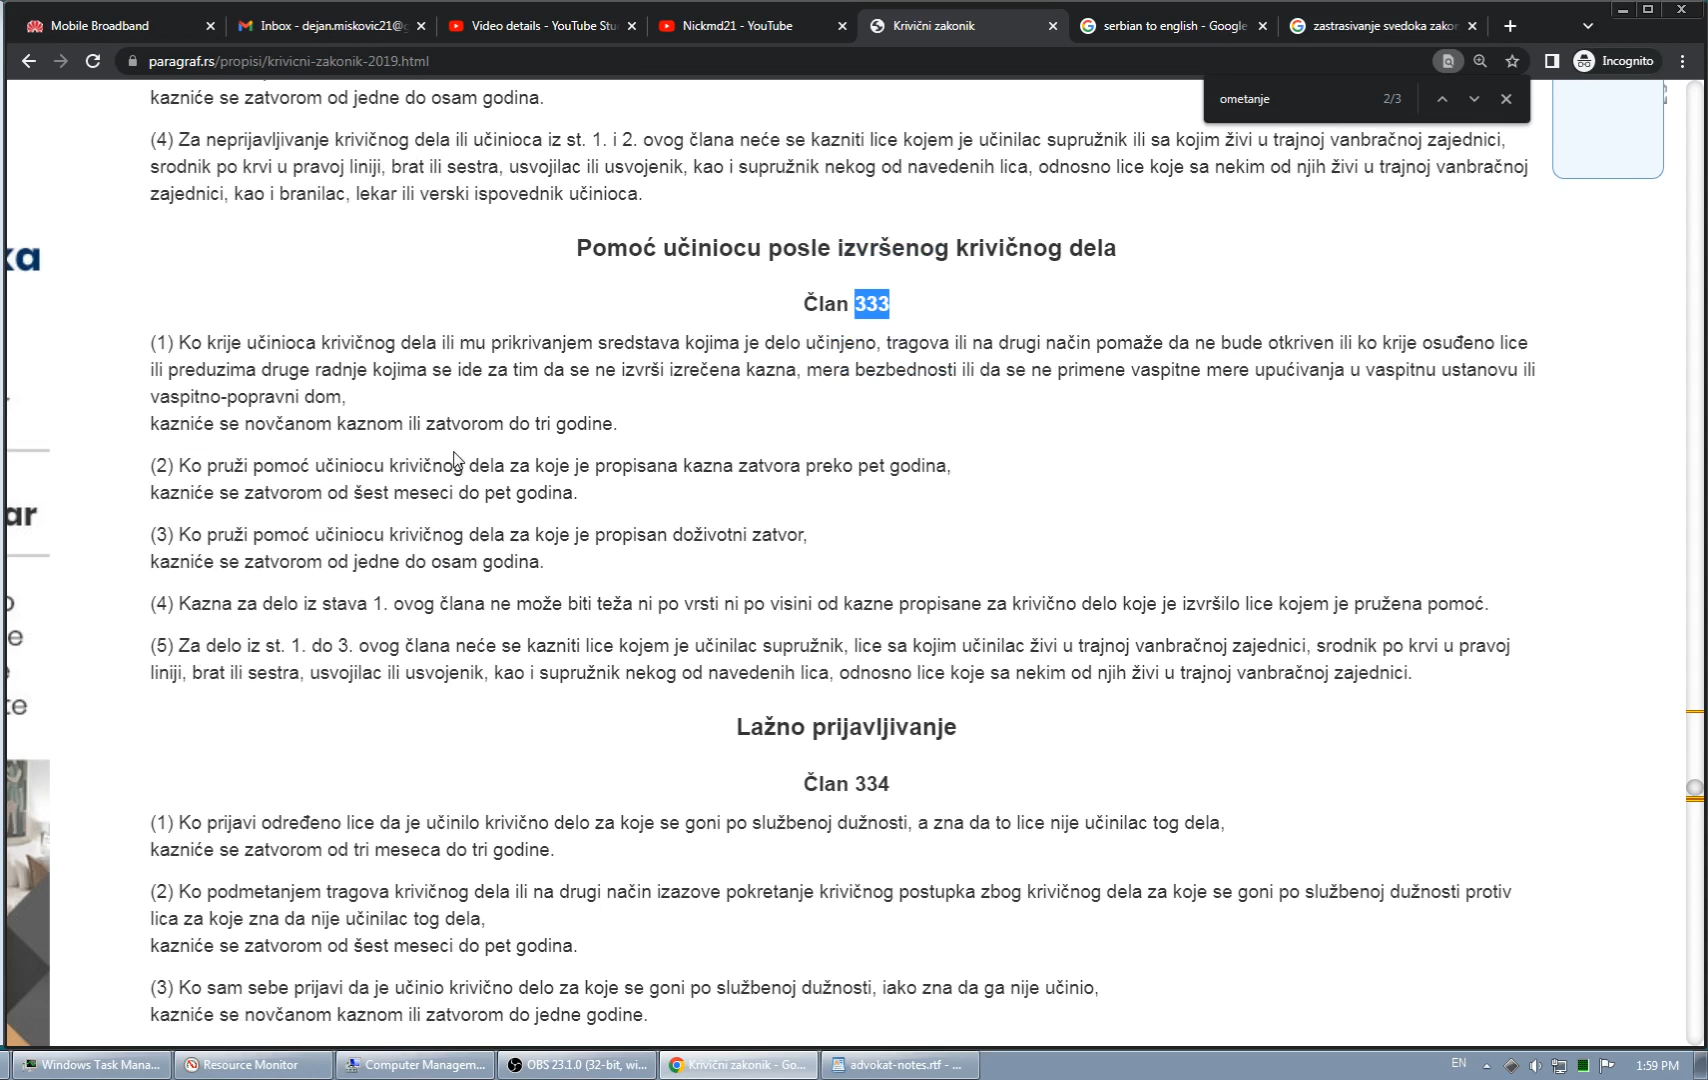 Mobile Broadband
Inbox - dejan.miskovic21@g
Video details - YouTube Stu
Nickmd21 - YouTube
Krivični zakonik
serbian to english - Google
zastrasivanje svedoka zakon
paragraf.rs/propisi/krivicni-zakonik-2019.html
Incognito
ometanje
2/3
kazniće se zatvorom od jedne do osam godina.
(4) Za neprijavljivanje krivičnog dela ili učinioca iz st. 1. i 2. ovog člana neće se kazniti lice kojem je učinilac supružnik ili sa kojim živi u trajnoj vanbračnoj zajednici,
srodnik po krvi u pravoj liniji, brat ili sestra, usvojilac ili usvojenik, kao i supružnik nekog od navedenih lica, odnosno lice koje sa nekim od njih živi u trajnoj vanbračnoj
zajednici, kao i branilac, lekar ili verski ispovednik učinioca.
ka
Pomoć učiniocu posle izvršenog krivičnog dela
Član 333
(1) Ko krije učinioca krivičnog dela ili mu prikrivanjem sredstava kojima je delo učinjeno, tragova ili na drugi način pomaže da ne bude otkriven ili ko krije osuđeno lice
ili preduzima druge radnje kojima se ide za tim da se ne izvrši izrečena kazna, mera bezbednosti ili da se ne primene vaspitne mere upućivanja u vaspitnu ustanovu ili
vaspitno-popravni dom,
kazniće se novčanom kaznom ili zatvorom do tri godine.
(2) Ko pruži pomoć učiniocu krivičnog dela za koje je propisana kazna zatvora preko pet godina,
kazniće se zatvorom od šest meseci do pet godina.
ar
(3) Ko pruži pomoć učiniocu krivičnog dela za koje je propisan doživotni zatvor,
kazniće se zatvorom od jedne do osam godina.
(4) Kazna za delo iz stava 1. ovog člana ne može biti teža ni po vrsti ni po visini od kazne propisane za krivično delo koje je izvršilo lice kojem je pružena pomoć.
e
(5) Za delo iz st. 1. do 3. ovog člana neće se kazniti lice kojem je učinilac supružnik, lice sa kojim učinilac živi u trajnoj vanbračnoj zajednici, srodnik po krvi u pravoj
liniji, brat ili sestra, usvojilac ili usvojenik, kao i supružnik nekog od navedenih lica, odnosno lice koje sa nekim od njih živi u trajnoj vanbračnoj zajednici.
te
Lažno prijavljivanje
Član 334
(1) Ko prijavi određeno lice da je učinilo krivično delo za koje se goni po službenoj dužnosti, a zna da to lice nije učinilac tog dela,
kazniće se zatvorom od tri meseca do tri godine.
(2) Ko podmetanjem tragova krivičnog dela ili na drugi način izazove pokretanje krivičnog postupka zbog krivičnog dela za koje se goni po službenoj dužnosti protiv
lica za koje zna da nije učinilac tog dela,
kazniće se zatvorom od šest meseci do pet godina.
(3) Ko sam sebe prijavi da je učinio krivično delo za koje se goni po službenoj dužnosti, iako zna da ga nije učinio,
kazniće se novčanom kaznom ili zatvorom do jedne godine.
Windows Task Mana...
Resource Monitor
Computer Managem...
OBS 23.1.0 (32-bit, wi...
Krivični zakonik - Go...
advokat-notes.rtf - ...
EN
1:59 PM